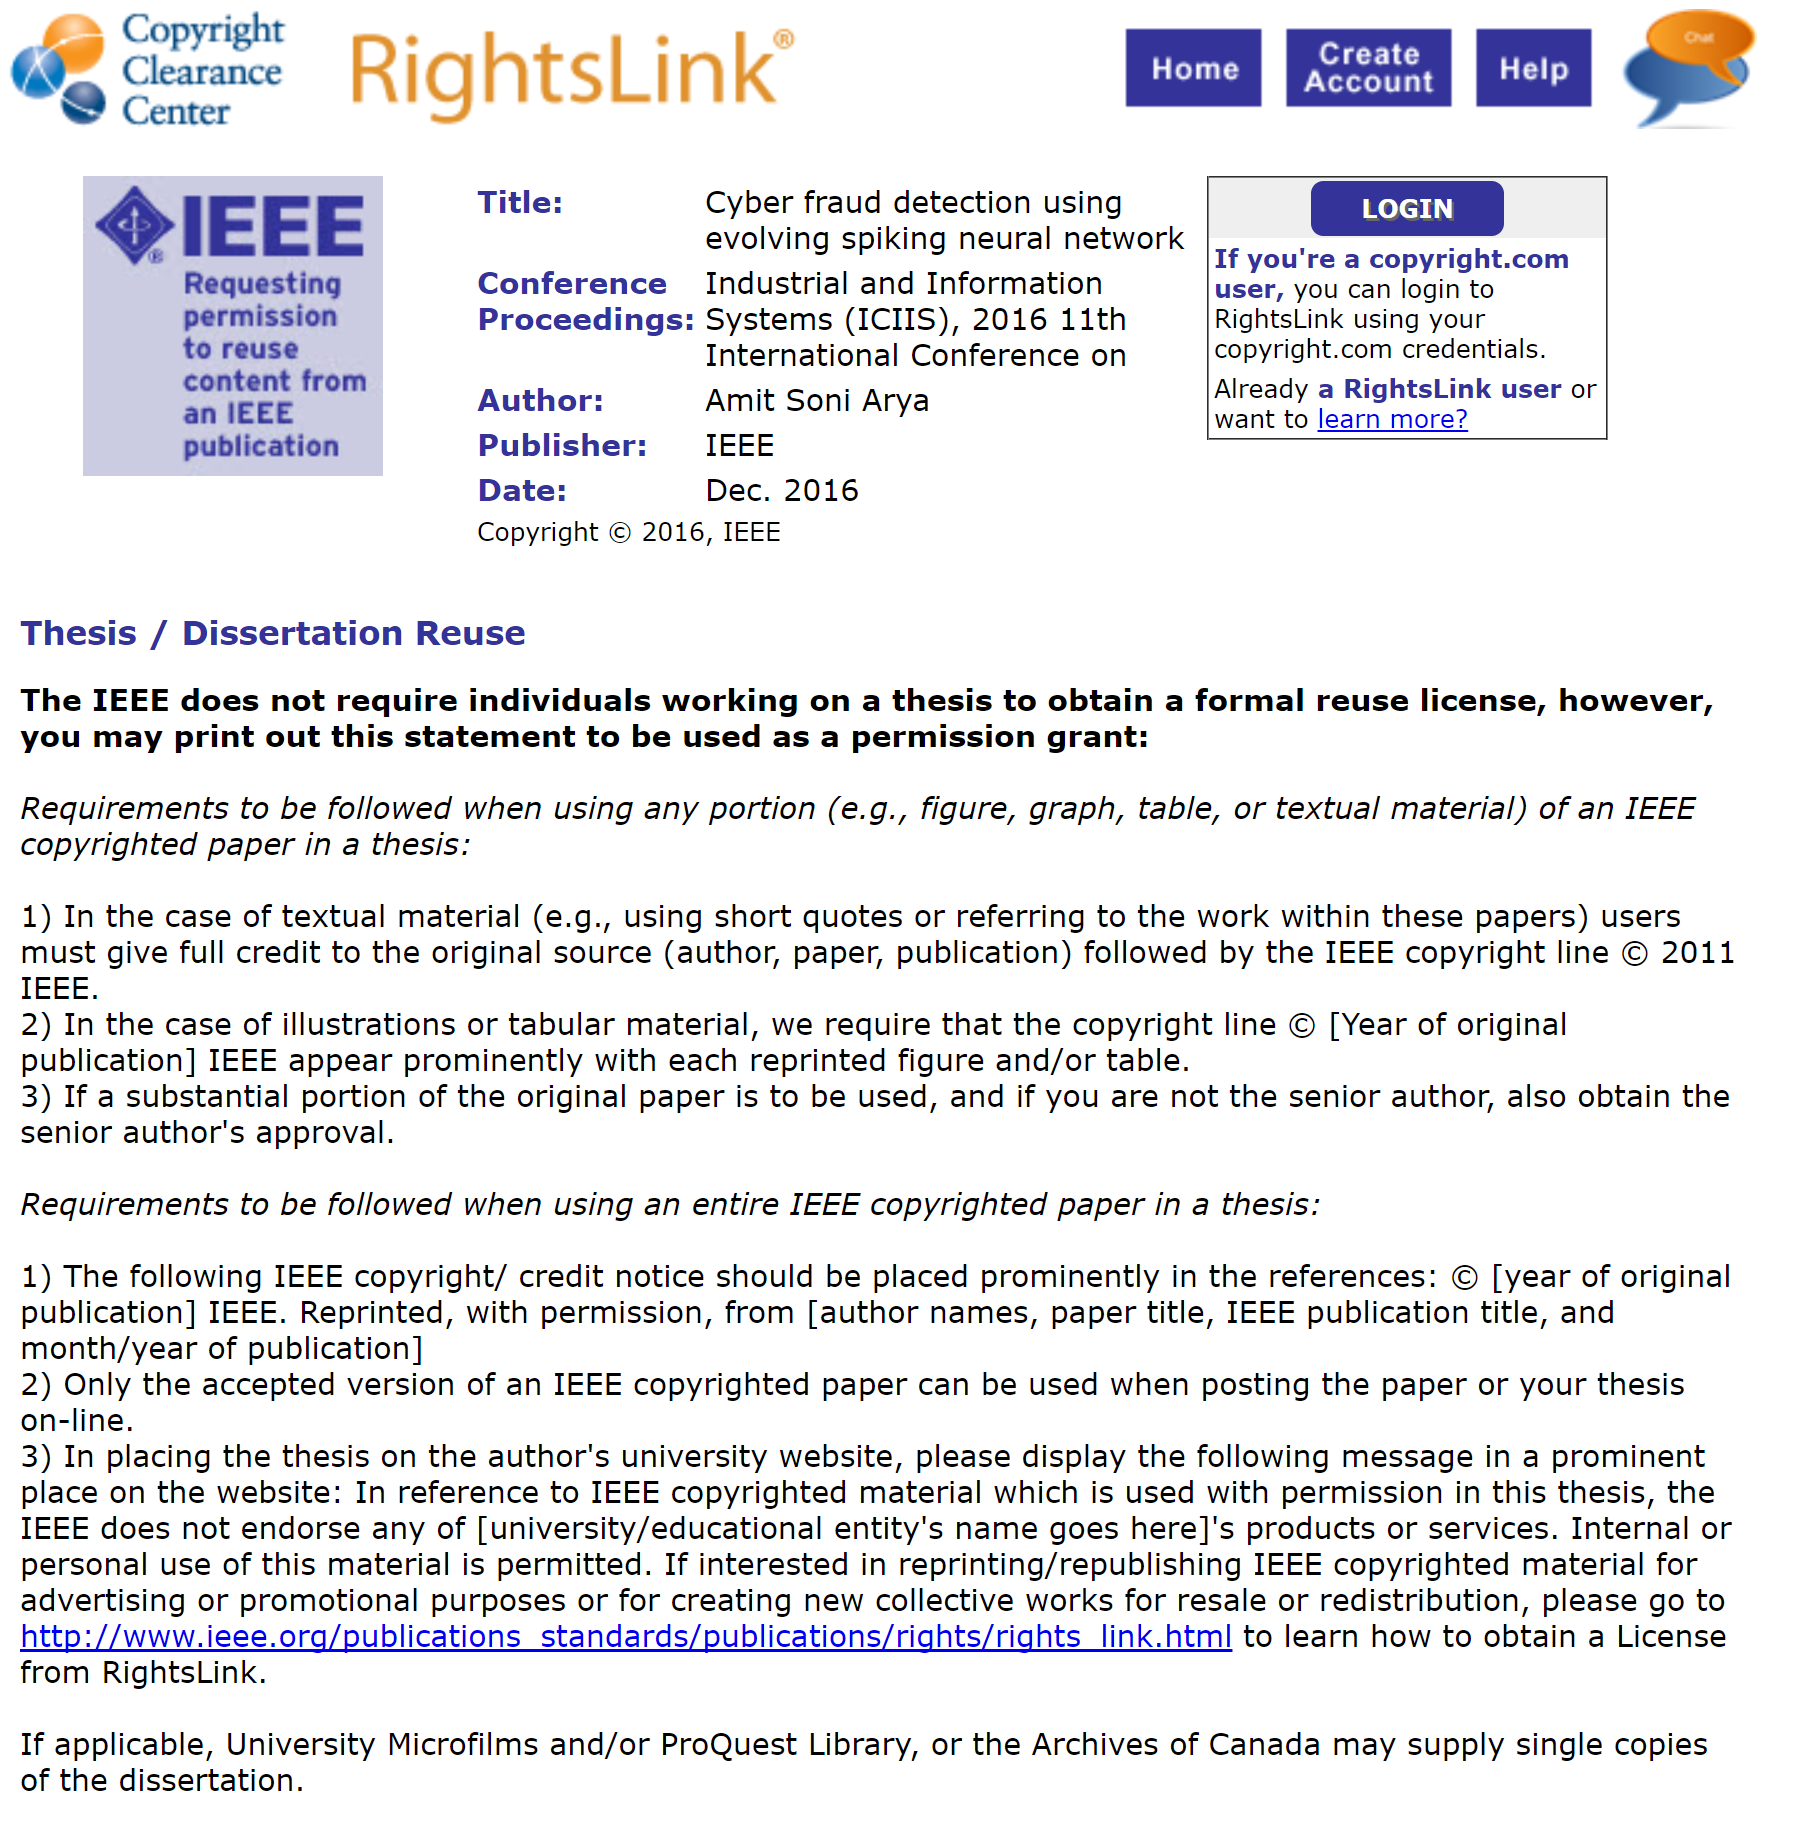 Copyright
Clearance
Center
RightsLink®
Home
Create
Account
Help
Chat
IEEE®
Requesting
permission
to reuse
content from
an IEEE
publication
Title: Cyber fraud detection using
evolving spiking neural network
Conference Industrial and Information
Proceedings: Systems (ICIIS), 2016 11th
International Conference on
Author: Amit Soni Arya
Publisher: IEEE
Date: Dec. 2016
Copyright © 2016, IEEE
LOGIN
If you're a copyright.com
user, you can login to
RightsLink using your
copyright.com credentials.
Already a RightsLink user or
want to learn more?
Thesis / Dissertation Reuse
The IEEE does not require individuals working on a thesis to obtain a formal reuse license, however,
you may print out this statement to be used as a permission grant:
Requirements to be followed when using any portion (e.g., figure, graph, table, or textual material) of an IEEE
copyrighted paper in a thesis:
1) In the case of textual material (e.g., using short quotes or referring to the work within these papers) users
must give full credit to the original source (author, paper, publication) followed by the IEEE copyright line © 2011
IEEE.
2) In the case of illustrations or tabular material, we require that the copyright line © [Year of original
publication] IEEE appear prominently with each reprinted figure and/or table.
3) If a substantial portion of the original paper is to be used, and if you are not the senior author, also obtain the
senior author's approval.
Requirements to be followed when using an entire IEEE copyrighted paper in a thesis:
1) The following IEEE copyright/ credit notice should be placed prominently in the references: © [year of original
publication] IEEE. Reprinted, with permission, from [author names, paper title, IEEE publication title, and
month/year of publication]
2) Only the accepted version of an IEEE copyrighted paper can be used when posting the paper or your thesis
on-line.
3) In placing the thesis on the author's university website, please display the following message in a prominent
place on the website: In reference to IEEE copyrighted material which is used with permission in this thesis, the
IEEE does not endorse any of [university/educational entity's name goes here]'s products or services. Internal or
personal use of this material is permitted. If interested in reprinting/republishing IEEE copyrighted material for
advertising or promotional purposes or for creating new collective works for resale or redistribution, please go to
http://www.ieee.org/publications_standards/publications/rights/rights_link.html to learn how to obtain a License
from RightsLink.
If applicable, University Microfilms and/or ProQuest Library, or the Archives of Canada may supply single copies
of the dissertation.